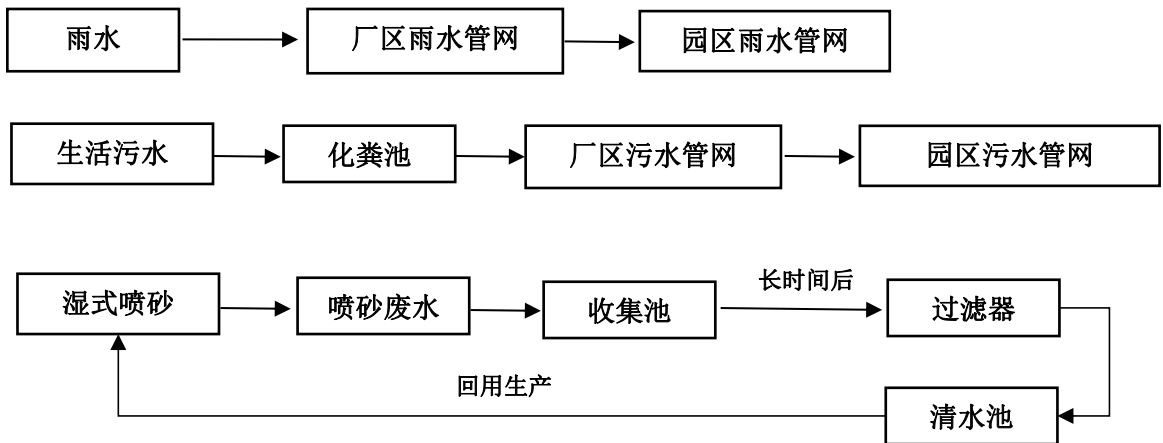 雨水
厂区雨水管网
园区雨水管网
生活污水
化粪池
厂区污水管网
园区污水管网
湿式喷砂
喷砂废水
收集池
长时间后
过滤器
回用生产
清水池